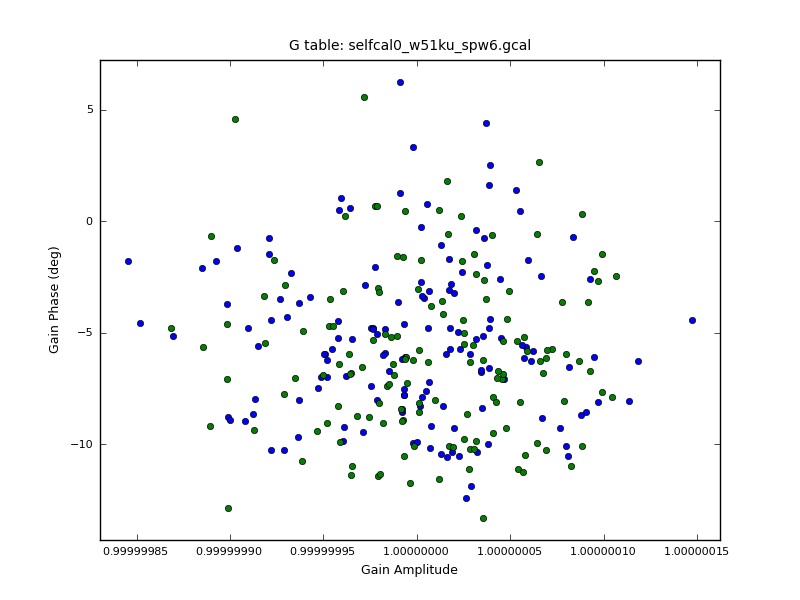 G table: selfcal0_w51ku_spw6.gcal
Gain Phase (deg)
5
0
−5
−10
0.99999985 0.99999990 0.99999995 1.00000000 1.00000005 1.00000010 1.00000015
Gain Amplitude